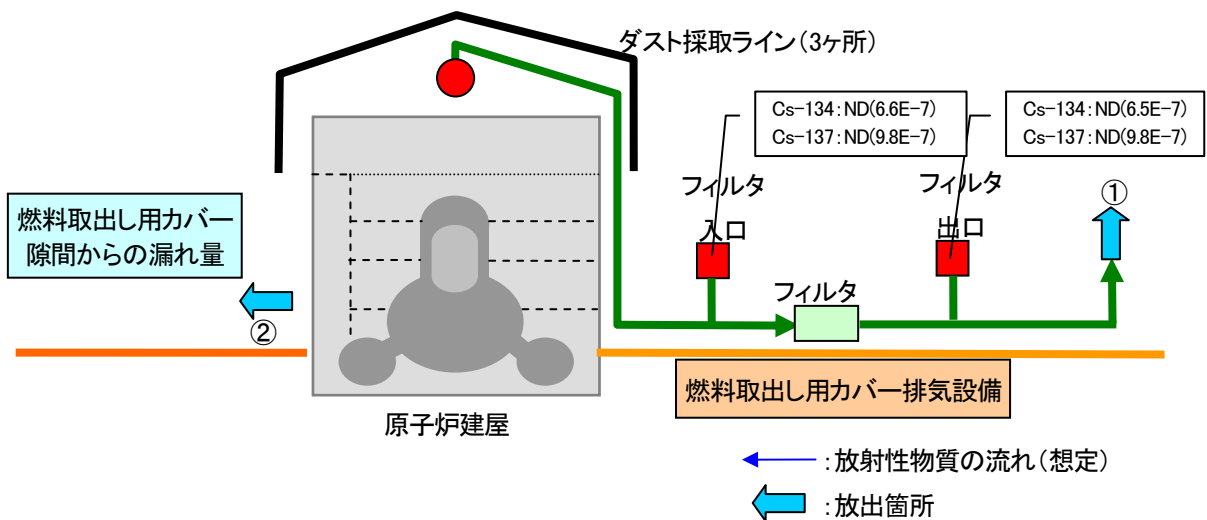 ダスト採取ライン(3ヶ所)
Cs-134:ND(6.6E-7)
Cs-137:ND(9.8E-7)
Cs-134:ND(6.5E-7)
Cs-137:ND(9.8E-7)
フィルタ
入口
フィルタ
出口
①
燃料取出し用カバー
隙間からの漏れ量
②
フィルタ
燃料取出し用カバー排気設備
原子炉建屋
:放射性物質の流れ(想定)
:放出箇所